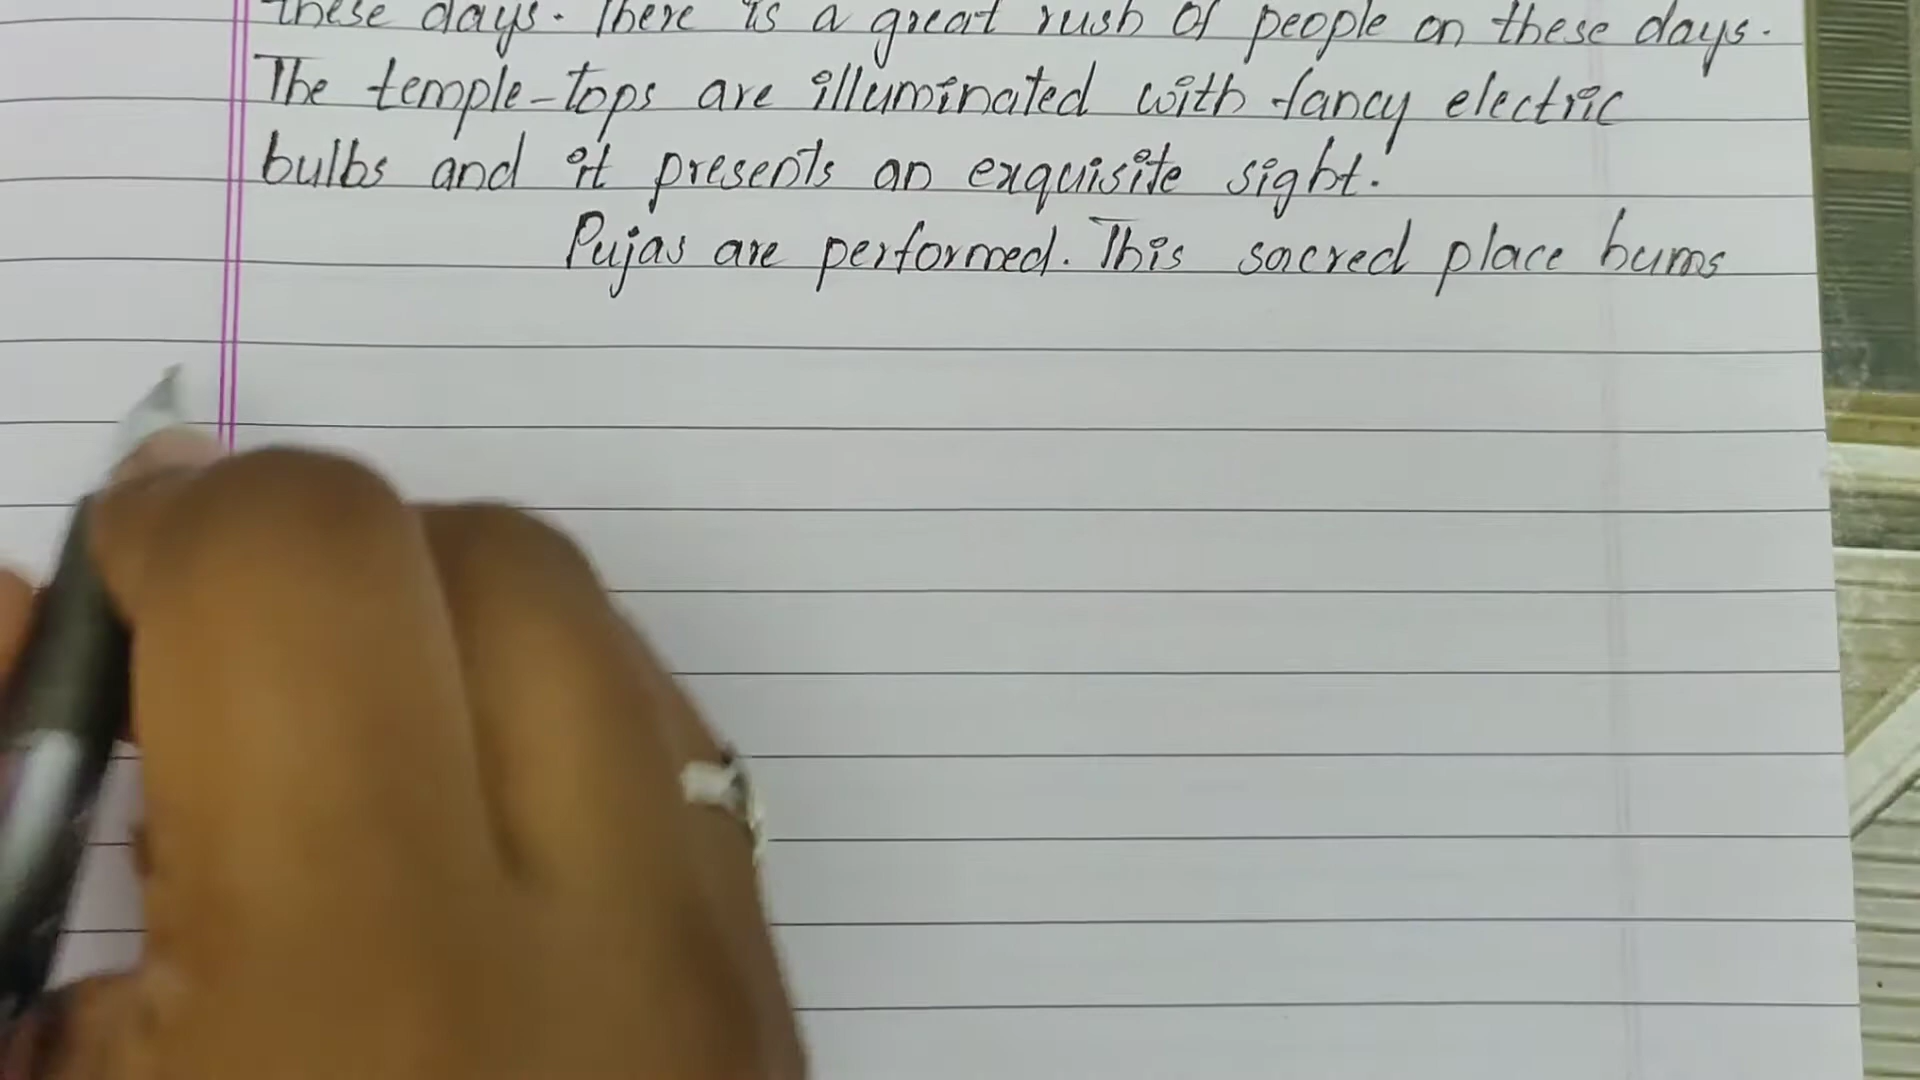 these days. There is a great rush of people on these days.
The temple-tops are illuminated with fancy electric
bulbs and it presents an exquisite sight.
Pujas are performed. This sacred place hums